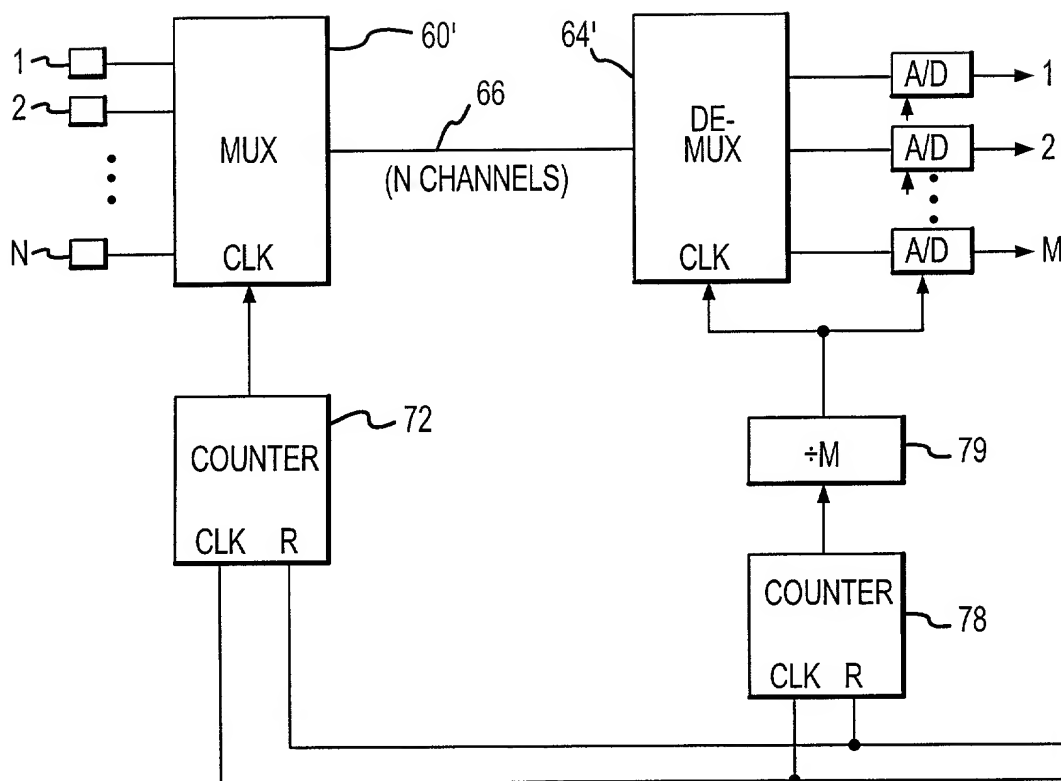 60'
64'
1
A/D
1
2
66
DE-
MUX
A/D
2
MUX
(N CHANNELS)
N
CLK
CLK
A/D
M
72
COUNTER
÷M
79
CLK R
COUNTER
78
CLK R